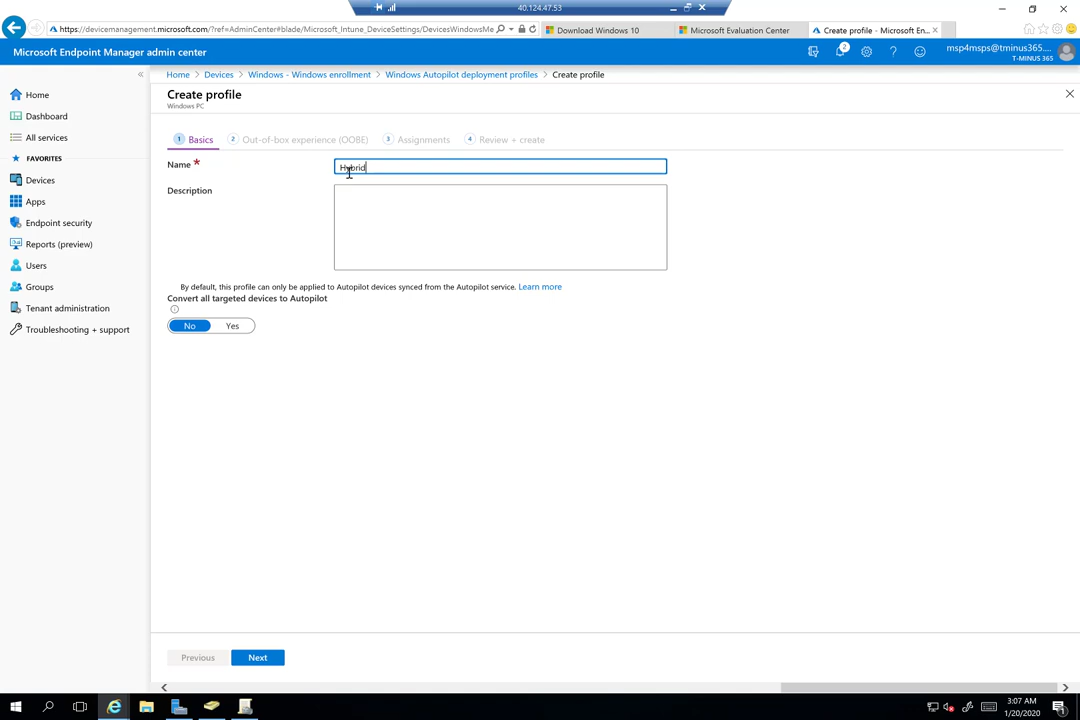 40.124.47.53
https://devicemanagement.microsoft.com/?ref=AdminCenter#blade/Microsoft_Intune_DeviceSettings/DevicesWindowsMe
Download Windows 10
Microsoft Evaluation Center
Create profile - Microsoft En...
Microsoft Endpoint Manager admin center
2
msp4msps@tminus365....
T-MINUS 365
Home
Dashboard
All services
FAVORITES
Devices
Apps
Endpoint security
Reports (preview)
Users
Groups
Tenant administration
Troubleshooting + support
Home > Devices > Windows - Windows enrollment > Windows Autopilot deployment profiles > Create profile
Create profile
Windows PC
1 Basics 2 Out-of-box experience (OOBE) 3 Assignments 4 Review + create
Name *
Hybrid
Description
By default, this profile can only be applied to Autopilot devices synced from the Autopilot service. Learn more
Convert all targeted devices to Autopilot
No Yes
Previous Next
3:07 AM
1/20/2020
1